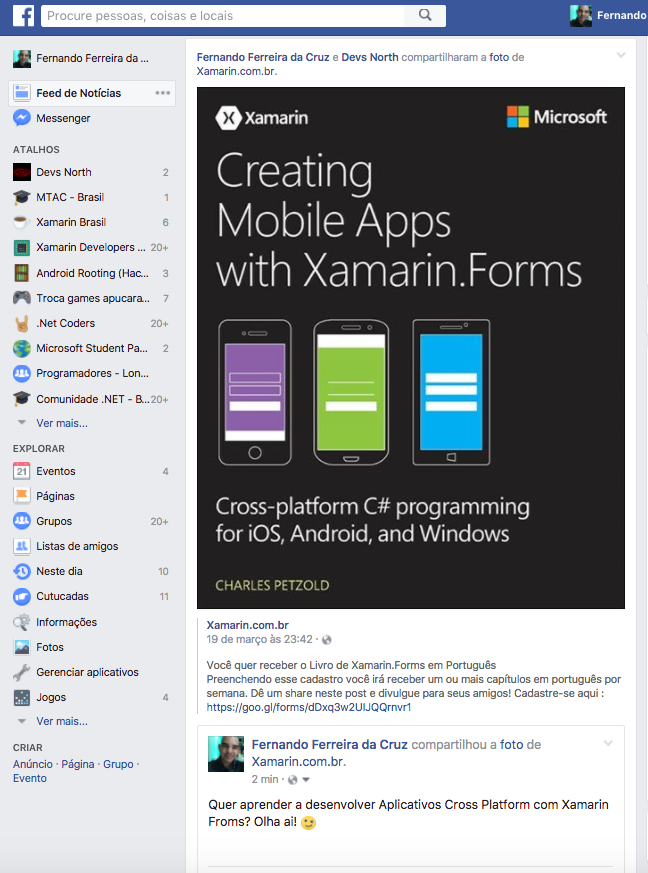 Procure pessoas, coisas e locais
Fernando
Fernando Ferreira da ...
Feed de Notícias
Messenger
ATALHOS
Devs North 2
MTAC - Brasil 1
Xamarin Brasil 6
Xamarin Developers ... 20+
Android Rooting (Hac... 3
Troca games apucara... 7
.Net Coders 20+
Microsoft Student Pa... 2
Programadores - Lon...
Comunidade .NET - B... 20+
Ver mais...
EXPLORAR
21 Eventos 4
Páginas
Grupos 20+
Listas de amigos
Neste dia 10
Cutucadas 11
Informações
Fotos
Gerenciar aplicativos
Jogos 4
Ver mais...
CRIAR
Anúncio · Página · Grupo ·
Evento
Fernando Ferreira da Cruz e Devs North compartilharam a foto de
Xamarin.com.br.
Xamarin
Microsoft
Creating
Mobile Apps
with Xamarin.Forms
Cross-platform C# programming
for iOS, Android, and Windows
CHARLES PETZOLD
Xamarin.com.br
19 de março às 23:42 ·
Você quer receber o Livro de Xamarin.Forms em Português
Preenchendo esse cadastro você irá receber um ou mais capítulos em português por
semana. Dê um share neste post e divulgue para seus amigos! Cadastre-se aqui :
https://goo.gl/forms/dDxq3w2UIJQQrnvr1
Fernando Ferreira da Cruz compartilhou a foto de
Xamarin.com.br.
2 min ·
Quer aprender a desenvolver Aplicativos Cross Platform com Xamarin
Froms? Olha ai! 😉